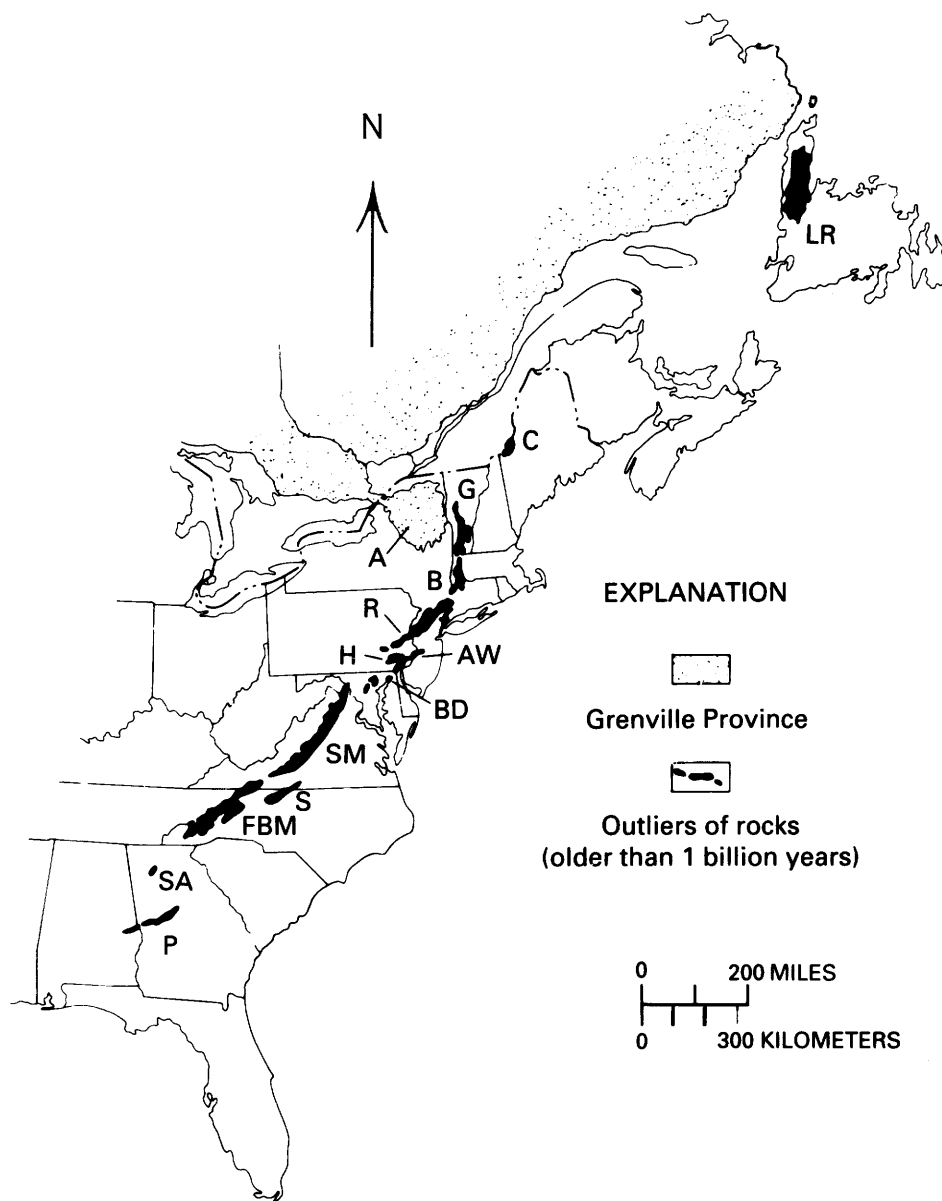 N
LR
C
G
A
B
R
H
AW
BD
SM
S
FBM
SA
P
EXPLANATION
Grenville Province
Outliers of rocks
(older than 1 billion years)
0 200 MILES
0 300 KILOMETERS